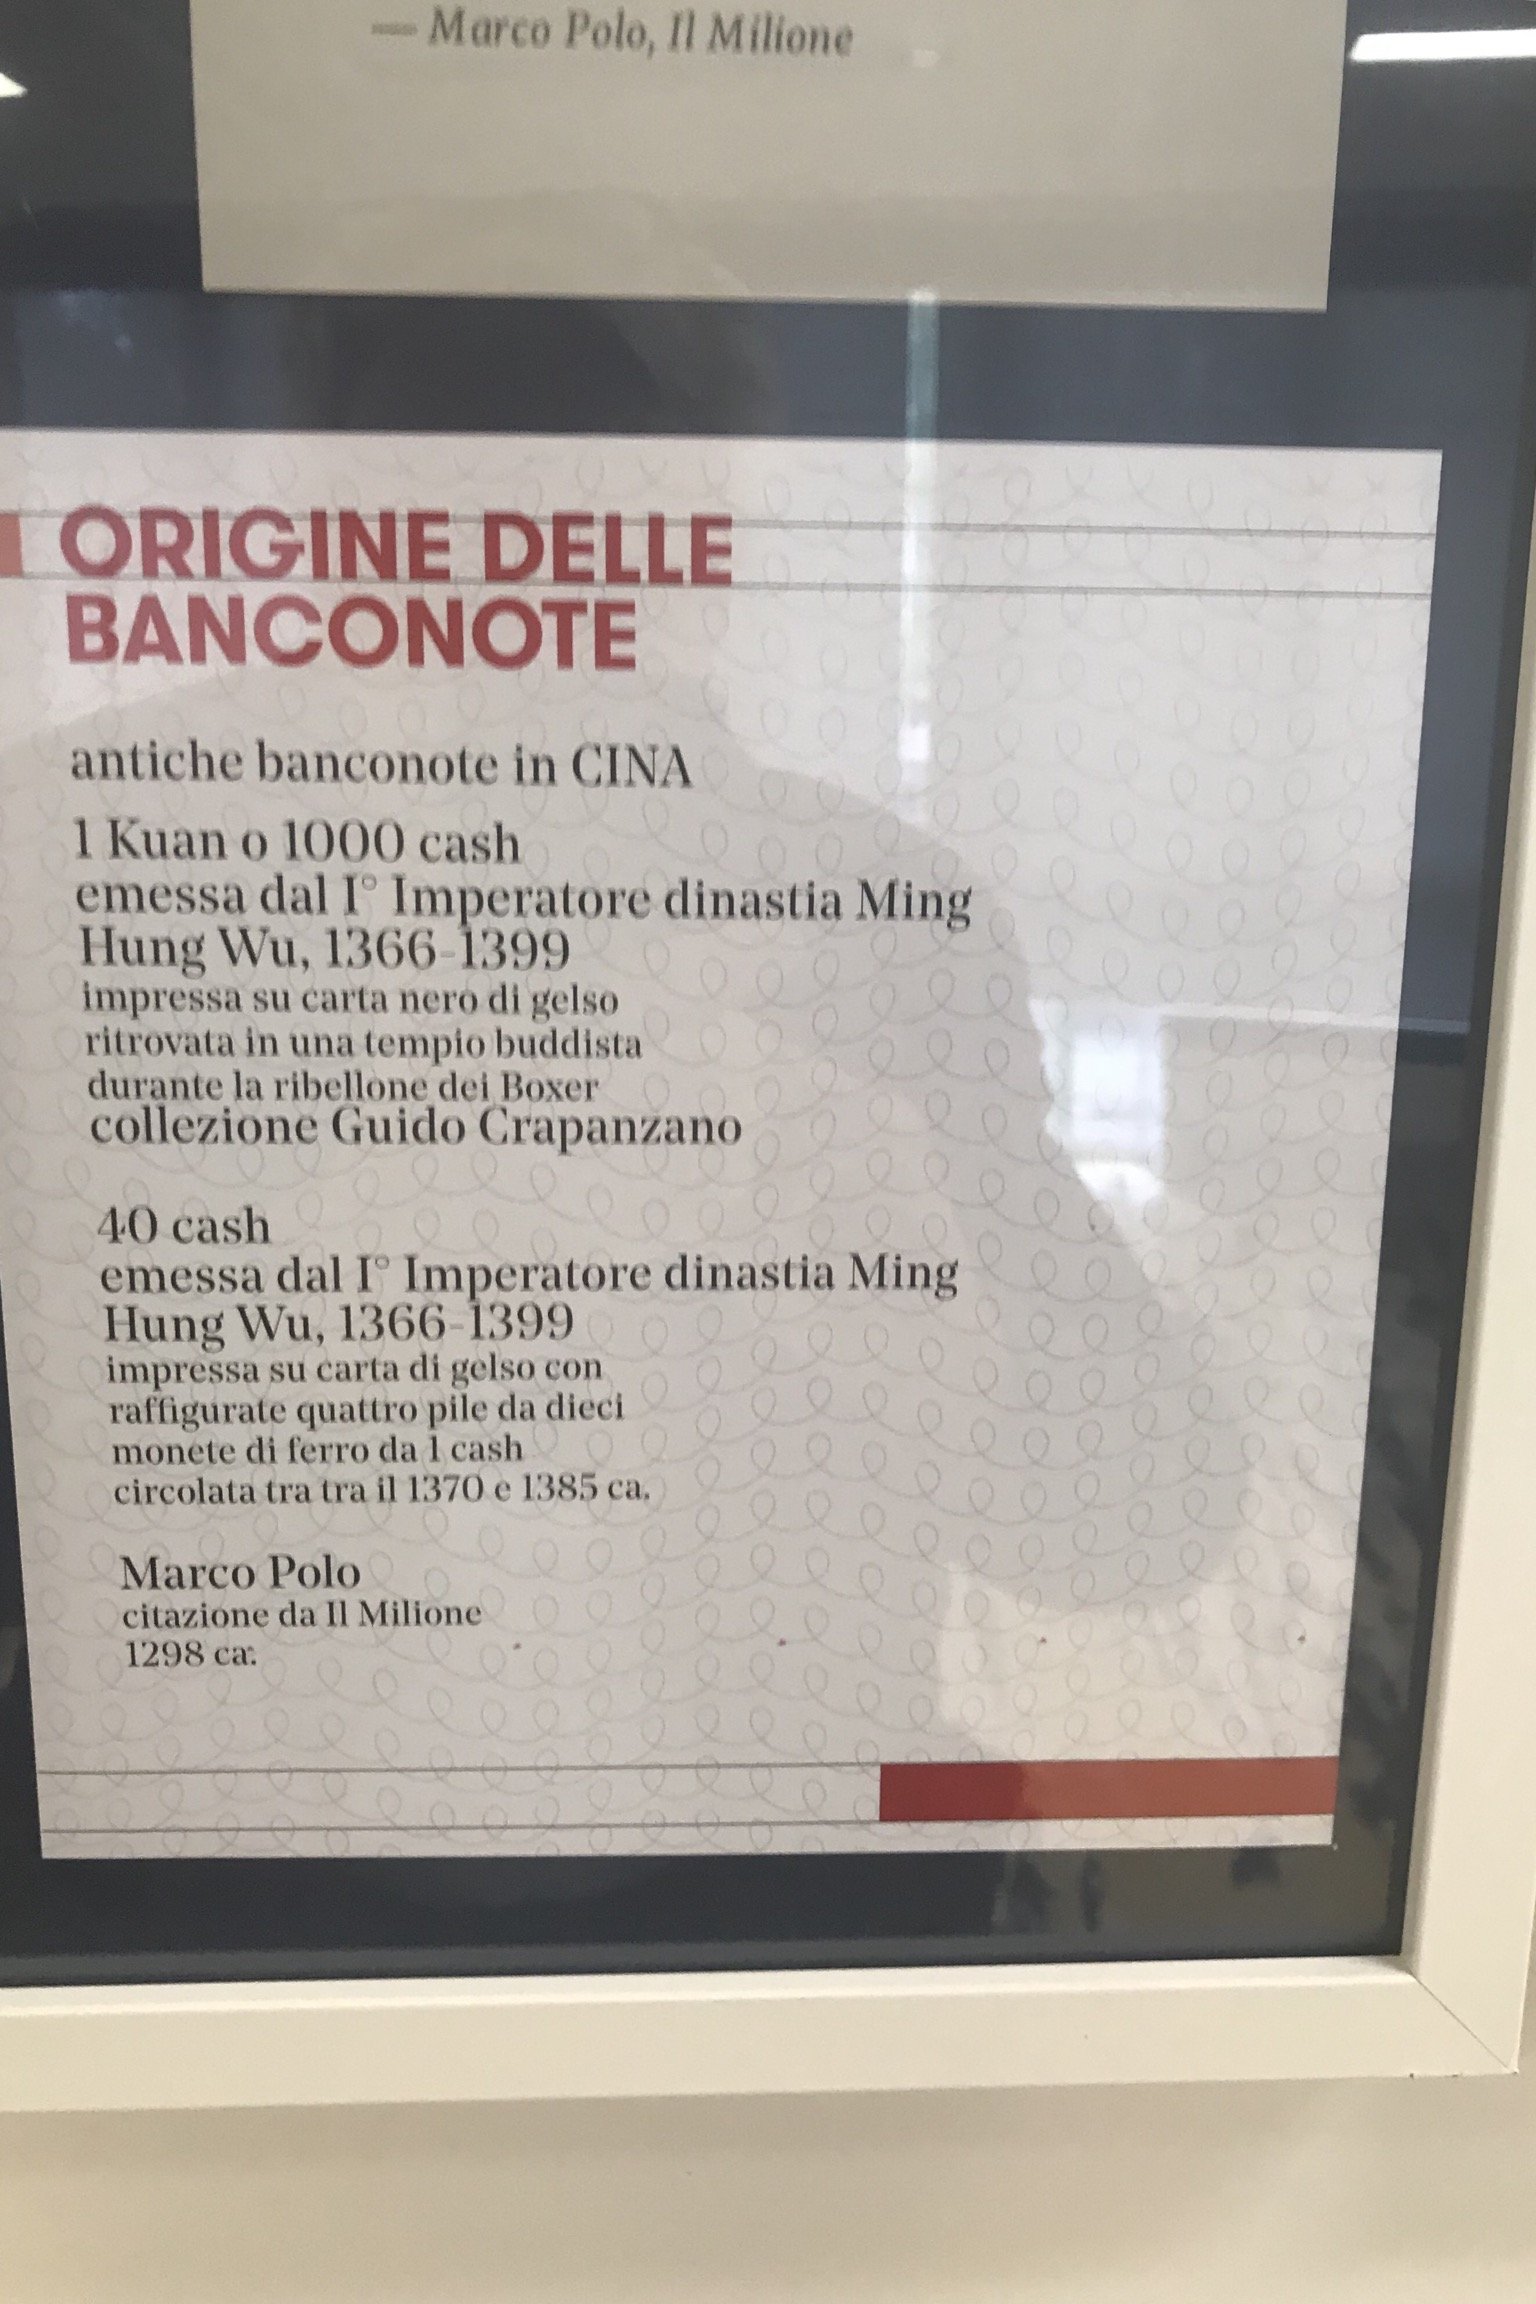 — Marco Polo, Il Milione
ORIGINE DELLE
BANCONOTE
antiche banconote in CINA
1 Kuan o 1000 cash
emessa dal I° Imperatore dinastia Ming
Hung Wu, 1366-1399
impressa su carta nero di gelso
ritrovata in una tempio buddista
durante la ribellone dei Boxer
collezione Guido Crapanzano
40 cash
emessa dal I° Imperatore dinastia Ming
Hung Wu, 1366-1399
impressa su carta di gelso con
raffigurate quattro pile da dieci
monete di ferro da 1 cash
circolata tra tra il 1370 e 1385 ca.
Marco Polo
citazione da Il Milione
1298 ca.